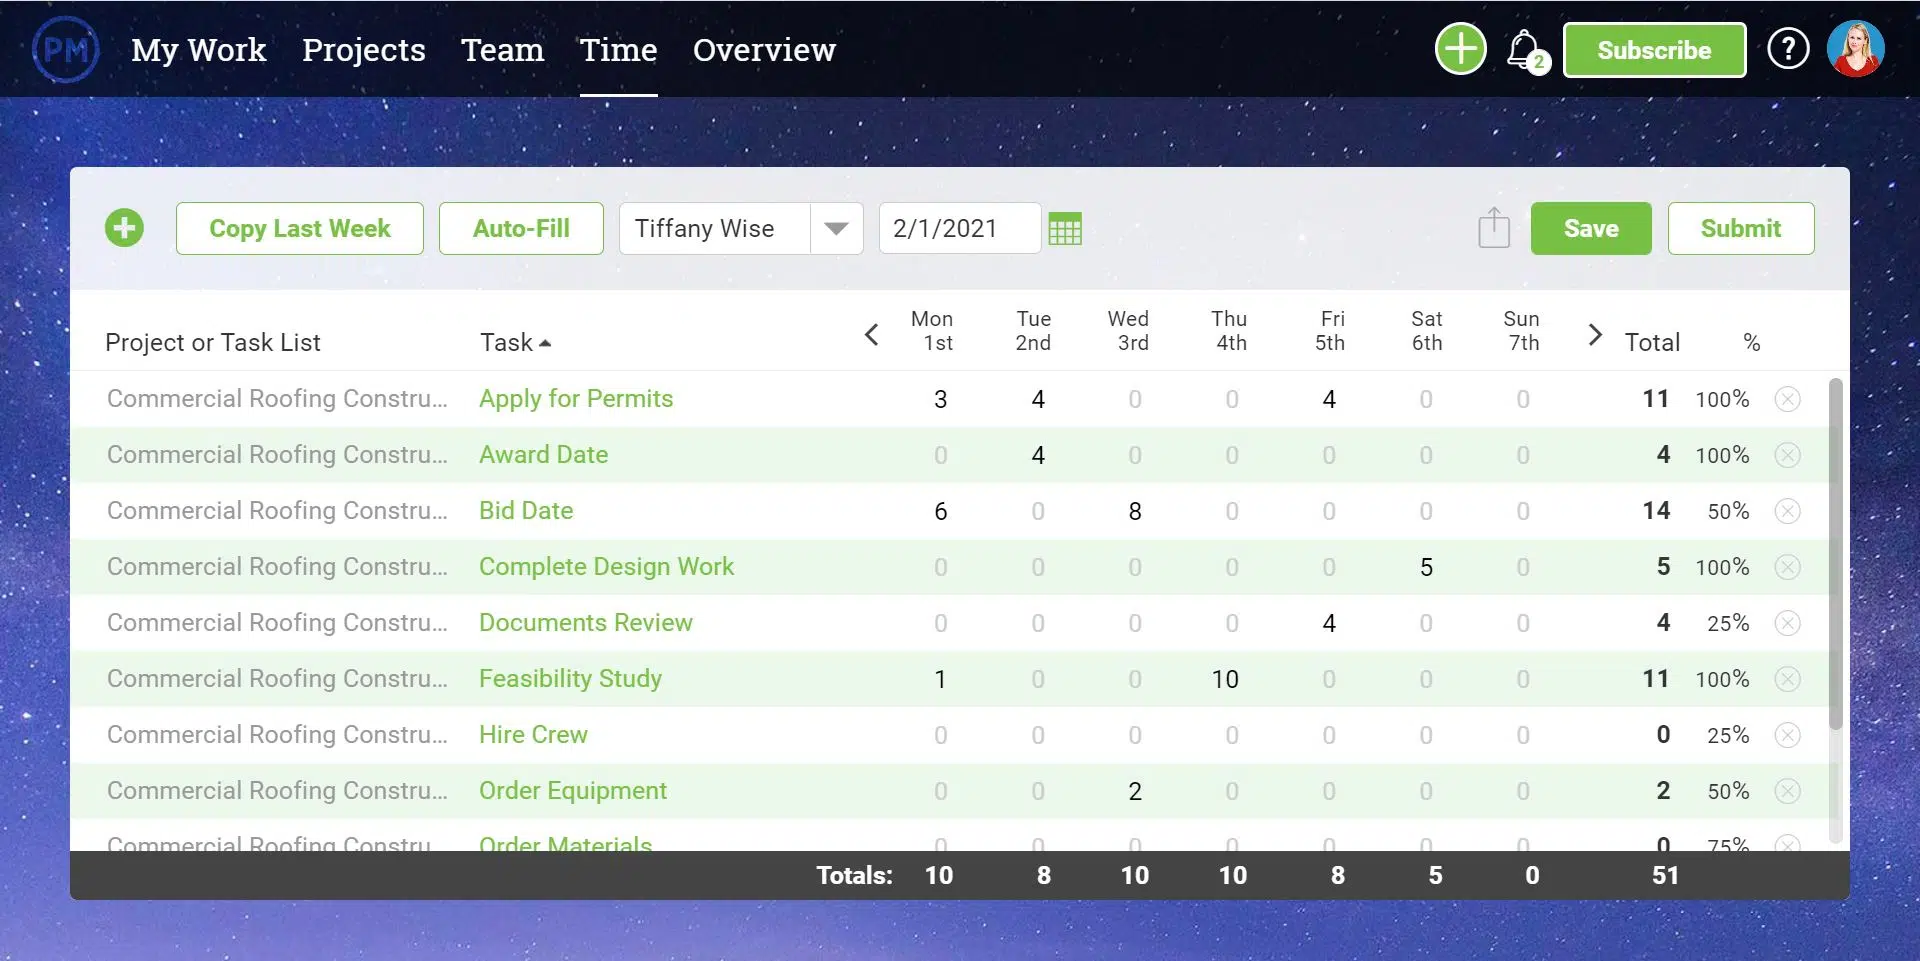 PM My Work Projects Team Time Overview 2 Subscribe ?
Copy Last Week Auto-Fill Tiffany Wise 2/1/2021 Save Submit
Mon Tue Wed Thu Fri Sat Sun
Project or Task List Task 1st 2nd 3rd 4th 5th 6th 7th Total %
Commercial Roofing Constru... Apply for Permits 3 4 0 0 4 0 0 11 100%
Commercial Roofing Constru... Award Date 0 4 0 0 0 0 0 4 100%
Commercial Roofing Constru... Bid Date 6 0 8 0 0 0 0 14 50%
Commercial Roofing Constru... Complete Design Work 0 0 0 0 0 5 0 5 100%
Commercial Roofing Constru... Documents Review 0 0 0 0 4 0 0 4 25%
Commercial Roofing Constru... Feasibility Study 1 0 0 10 0 0 0 11 100%
Commercial Roofing Constru... Hire Crew 0 0 0 0 0 0 0 0 25%
Commercial Roofing Constru... Order Equipment 0 0 2 0 0 0 0 2 50%
Commercial Roofing Constru... Order Materials 0 0 0 0 0 0 0 0 75%
Totals: 10 8 10 10 8 5 0 51